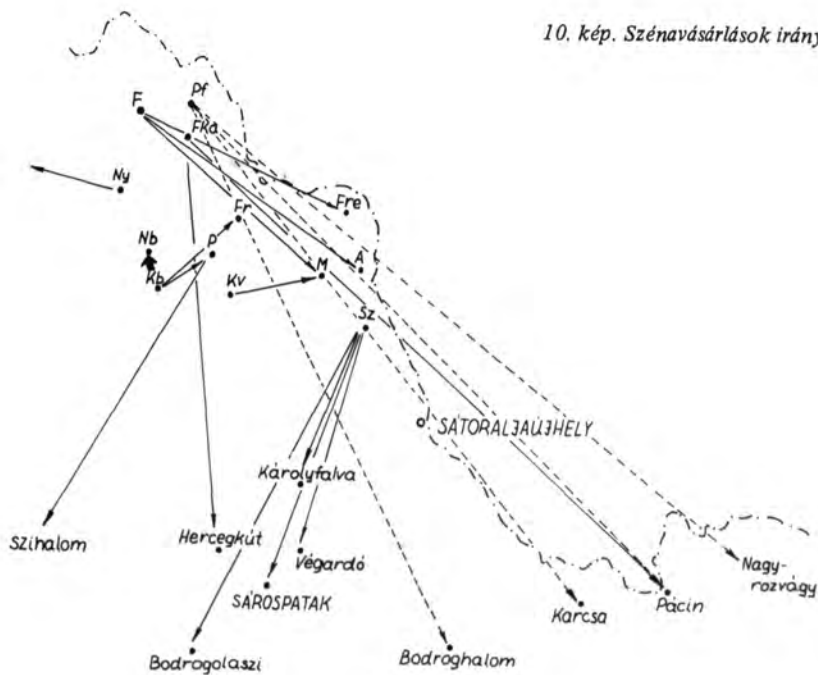 10. kép. Szénavásárlások irány
Pf
F
Fka
Ny
Fr
Fre
Nb
P
Kb
Kv
M
A
Sz
SÁTORALJAÚJHELY
Károlyfalva
Szihalom
Hercegkút
Végardó
Nagy-
rozvágy
SÁROSPATAK
Karcsa
Pácin
Bodrogolaszi
Bodroghalom